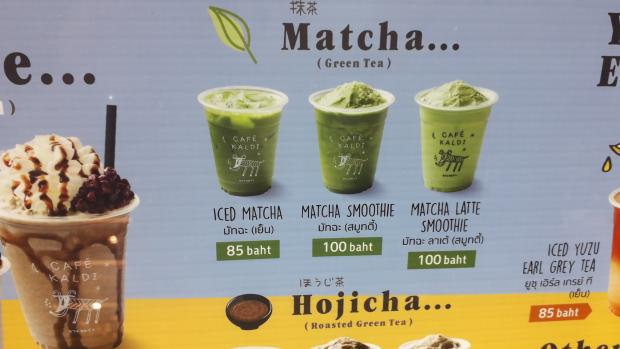 抹茶
Matcha...
(Green Tea)
e...
)
CAFÉ
KALDI
CAFÉ
KALDI
CAFÉ
KALDI
CAFÉ
KALDI
ICED MATCHA
มัทฉะ (เย็น)
85 baht
MATCHA SMOOTHIE
มัทฉะ (สมูทตี้)
100 baht
MATCHA LATTE
SMOOTHIE
มัทฉะ ลาเต้ (สมูทตี้)
100 baht
ICED YUZU
EARL GREY TEA
ยูซุ เอิร์ล เกรย์ ที
(เย็น)
85 baht
ほうじ茶
Hojicha...
(Roasted Green Tea)